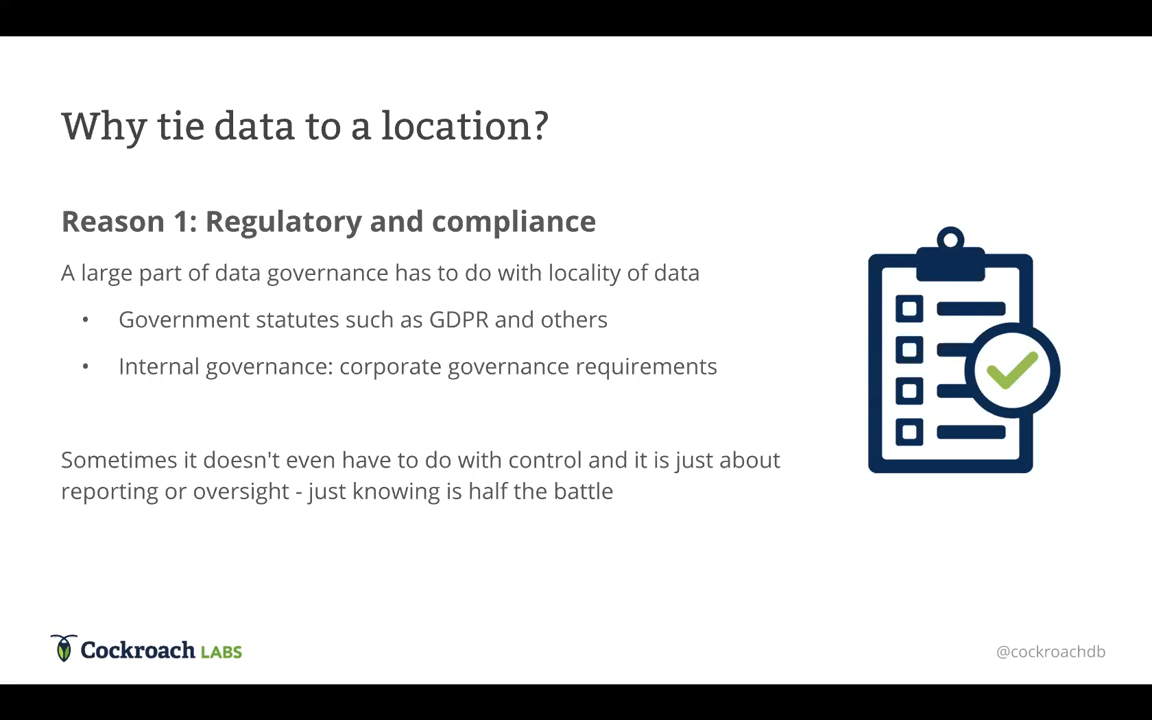 Why tie data to a location?
Reason 1: Regulatory and compliance
A large part of data governance has to do with locality of data
• Government statutes such as GDPR and others
• Internal governance: corporate governance requirements
Sometimes it doesn't even have to do with control and it is just about
reporting or oversight - just knowing is half the battle
Cockroach LABS
@cockroachdb